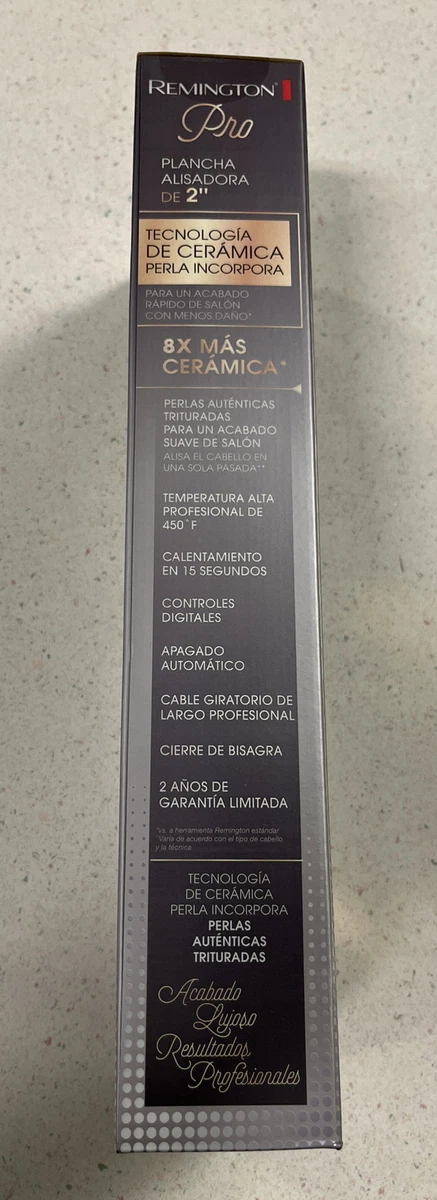 REMINGTON
Pro
PLANCHA
ALISADORA
DE 2"
TECNOLOGÍA
DE CERÁMICA
PERLA INCORPORA
PARA UN ACABADO
RÁPIDO DE SALÓN
CON MENOS DAÑO*
8X MÁS
CERÁMICA*
PERLAS AUTÉNTICAS
TRITURADAS
PARA UN ACABADO
SUAVE DE SALÓN
ALISA EL CABELLO EN
UNA SOLA PASADA**
TEMPERATURA ALTA
PROFESIONAL DE
450°F
CALENTAMIENTO
EN 15 SEGUNDOS
CONTROLES
DIGITALES
APAGADO
AUTOMÁTICO
CABLE GIRATORIO DE
LARGO PROFESIONAL
CIERRE DE BISAGRA
2 AÑOS DE
GARANTÍA LIMITADA
*vs. a herramienta Remington estándar
**Varía de acuerdo con el tipo de cabello
y la técnica.
TECNOLOGÍA
DE CERÁMICA
PERLA INCORPORA
PERLAS
AUTÉNTICAS
TRITURADAS
Acabado
Lujoso
Resultados
Profesionales